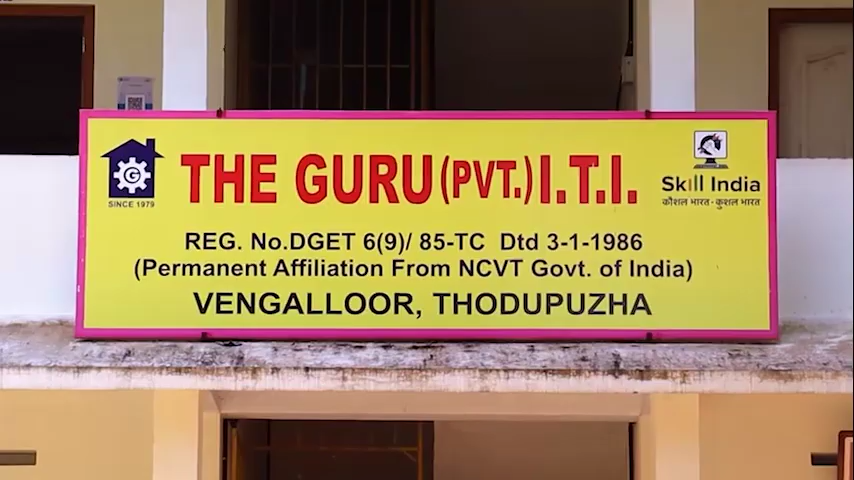 THE GURU (PVT.) I.T.I.
G
SINCE 1979
Skill India
कौशल भारत - कुशल भारत
REG. No.DGET 6(9)/ 85-TC Dtd 3-1-1986
(Permanent Affiliation From NCVT Govt. of India)
VENGALLOOR, THODUPUZHA